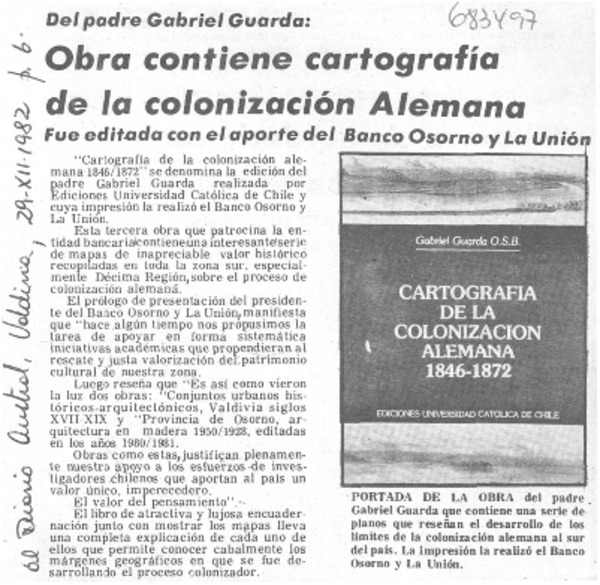 Del padre Gabriel Guarda:
683497
Obra contiene cartografía
de la colonización Alemana
Fue editada con el aporte del Banco Osorno y La Unión
El Diario Austral, Valdivia, 29-XII-1982 p. 6.
"Cartografía de la colonización ale-
mana 1846/1872" se denomina la edición del
padre Gabriel Guarda realizada por
Ediciones Universidad Católica de Chile y
cuya impresión la realizó el Banco Osorno y
La Unión.
Esta tercera obra que patrocina la en-
tidad bancaria contiene una interesante serie
de mapas de inapreciable valor histórico
recopiladas en toda la zona sur, especial-
mente Décima Región, sobre el proceso de
colonización alemana.
El prólogo de presentación del presiden-
te del Banco Osorno y La Unión, manifiesta
que "hace algún tiempo nos propusimos la
tarea de apoyar en forma sistemática
iniciativas académicas que propendieran al
rescate y justa valorización del patrimonio
cultural de nuestra zona.
Luego reseña que "Es así como vieron
la luz dos obras: "Conjuntos urbanos his-
tóricos-arquitectónicos, Valdivia siglos
XVII-XIX y "Provincia de Osorno, ar-
quitectura en madera 1950/1928, editadas
en los años 1980/1981.
Obras como estas, justifican plenamente
nuestro apoyo a los esfuerzos de inves-
tigadores chilenos que aportan al país un
valor único, imperecedero.
El valor del pensamiento".
El libro de atractiva y lujosa encuader-
nación junto con mostrar los mapas lleva
una completa explicación de cada uno de
ellos que permite conocer cabalmente los
márgenes geográficos en que se fue de-
sarrollando el proceso colonizador.
Gabriel Guarda O.S.B.
CARTOGRAFIA
DE LA
COLONIZACION
ALEMANA
1846-1872
EDICIONES UNIVERSIDAD CATOLICA DE CHILE
PORTADA DE LA OBRA del padre
Gabriel Guarda que contiene una serie de
planos que reseñan el desarrollo de los
límites de la colonización alemana al sur
del país. La impresión la realizó el Banco
Osorno y La Unión.